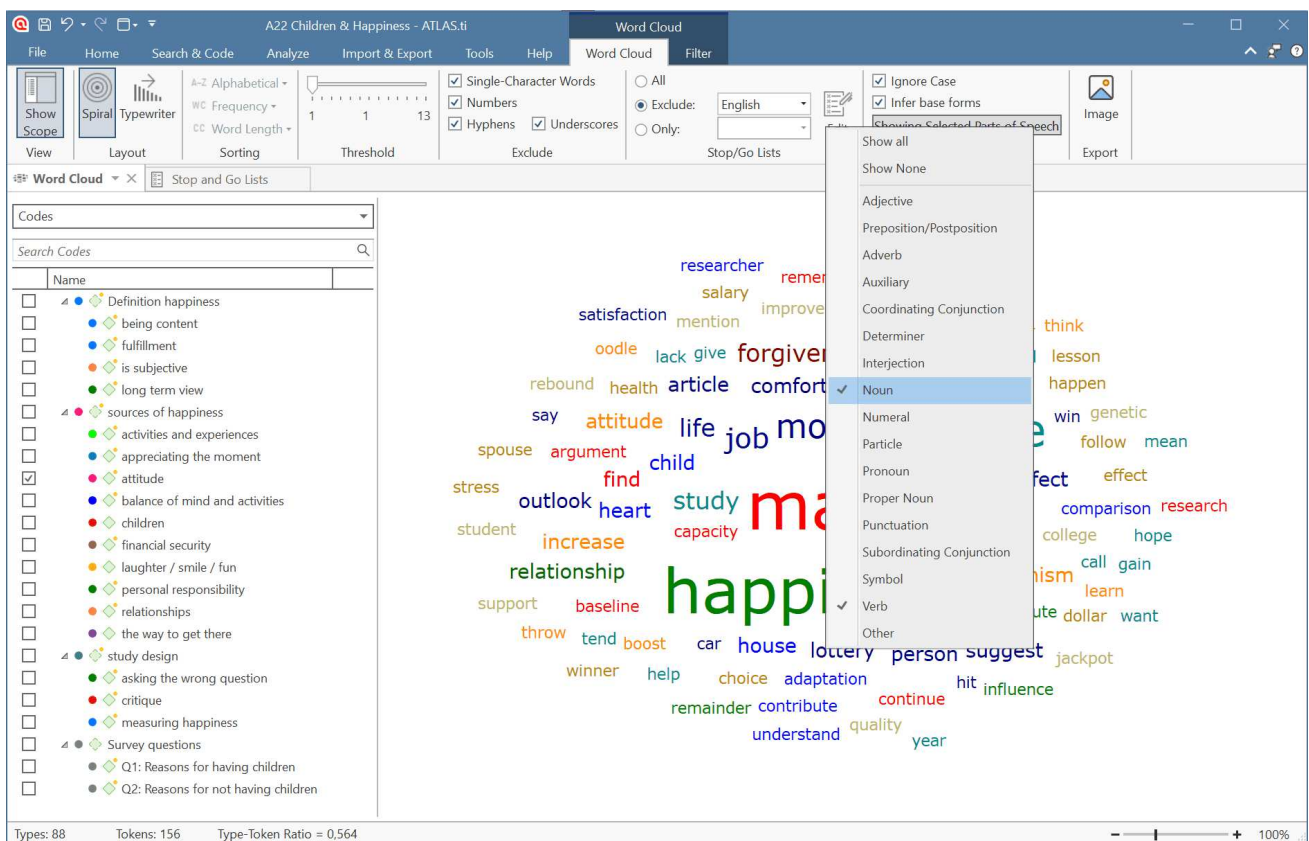 A22 Children & Happiness - ATLAS.ti
Word Cloud
File Home Search & Code Analyze Import & Export Tools Help Word Cloud Filter
Show Scope
Spiral Typewriter
A-Z Alphabetical
WC Frequency
CC Word Length
1 1 13
Single-Character Words
Numbers
Hyphens Underscores
All
Exclude: English
Only:
Ignore Case
Infer base forms
Showing Selected Parts of Speech
Image
View Layout Sorting Threshold Exclude Stop/Go Lists Export
Word Cloud Stop and Go Lists
Codes
Search Codes
Name
Definition happiness
being content
fulfillment
is subjective
long term view
sources of happiness
activities and experiences
appreciating the moment
attitude
balance of mind and activities
children
financial security
laughter / smile / fun
personal responsibility
relationships
the way to get there
study design
asking the wrong question
critique
measuring happiness
Survey questions
Q1: Reasons for having children
Q2: Reasons for not having children
Show all
Show None
Adjective
Preposition/Postposition
Adverb
Auxiliary
Coordinating Conjunction
Determiner
Interjection
Noun
Numeral
Particle
Pronoun
Proper Noun
Punctuation
Subordinating Conjunction
Symbol
Verb
Other
researcher
salary
satisfaction mention improve think
oodle lack give lesson
rebound health article comfort happen
say attitude life job win genetic
spouse argument child follow mean
stress find effect
outlook heart study comparison research
student increase capacity college hope
relationship call gain
learn
support baseline dollar want
throw tend boost car house lottery person suggest jackpot
winner help choice adaptation hit influence
remainder contribute continue
understand quality year
Types: 88 Tokens: 156 Type-Token Ratio = 0,564 100%